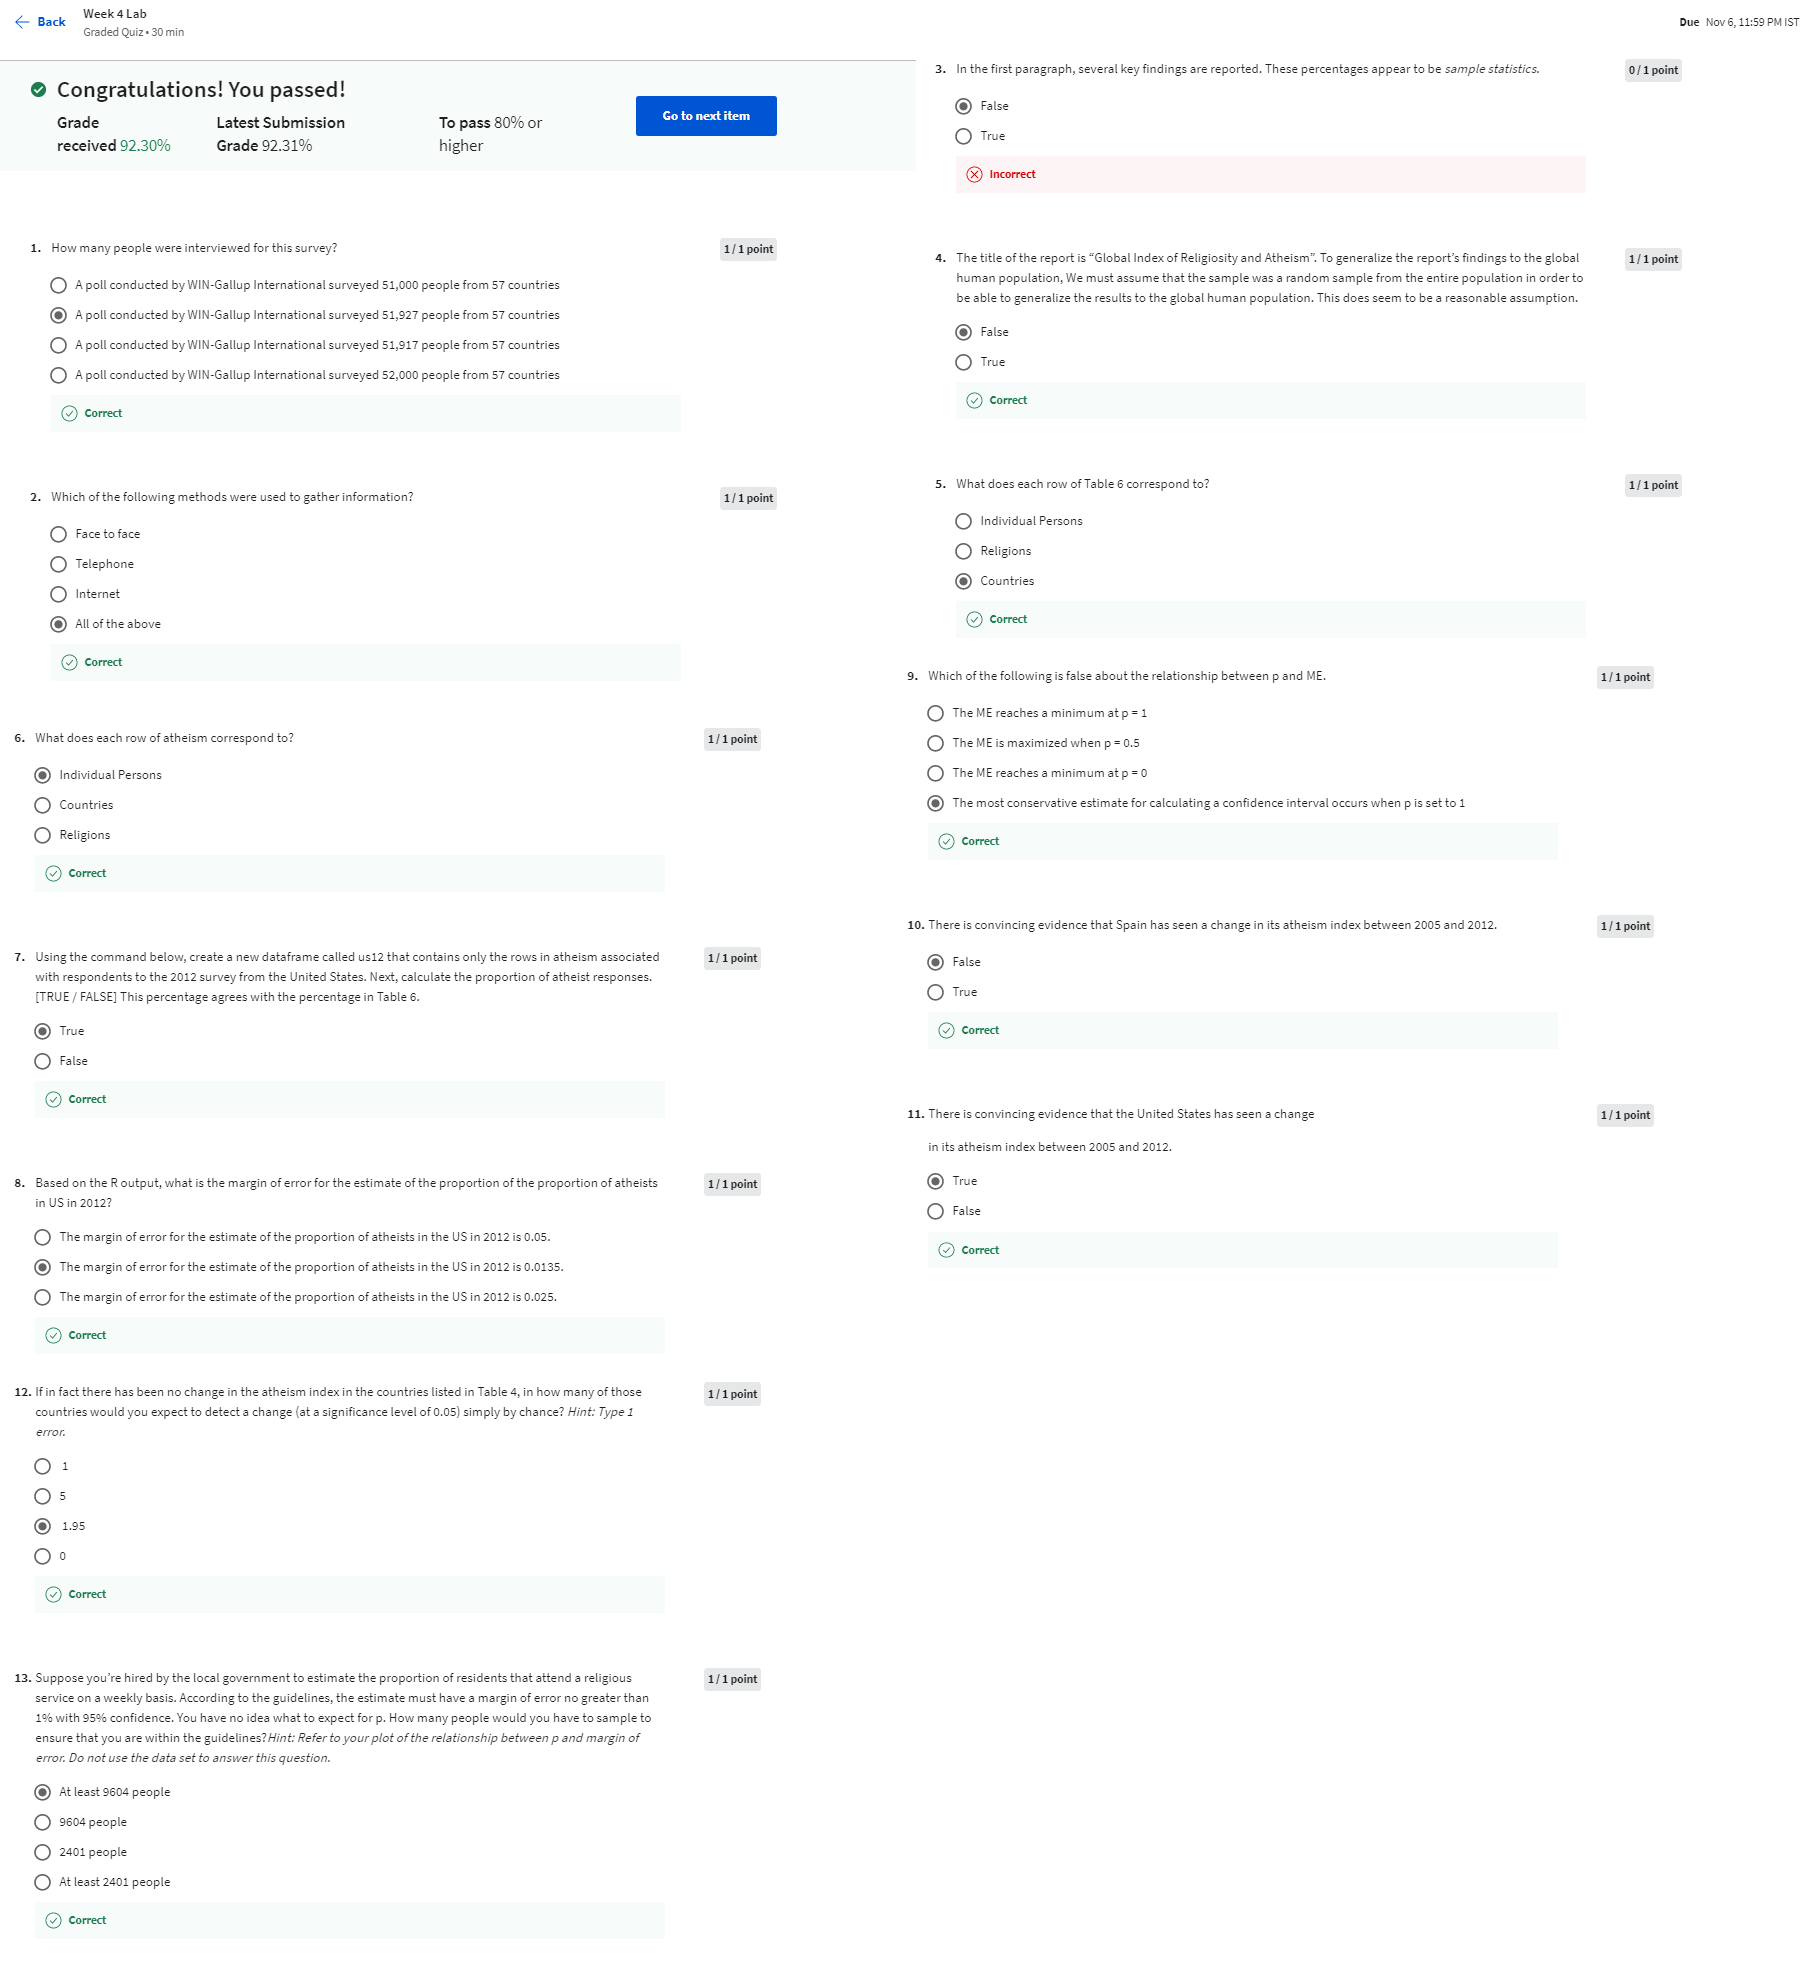 Back
Week 4 Lab
Graded Quiz • 30 min
Due Nov 6, 11:59 PM IST
Congratulations! You passed!
Grade received 92.30%
Latest Submission Grade 92.31%
To pass 80% or higher
Go to next item
1. How many people were interviewed for this survey?
1 / 1 point
A poll conducted by WIN-Gallup International surveyed 51,000 people from 57 countries
A poll conducted by WIN-Gallup International surveyed 51,927 people from 57 countries
A poll conducted by WIN-Gallup International surveyed 51,917 people from 57 countries
A poll conducted by WIN-Gallup International surveyed 52,000 people from 57 countries
Correct
2. Which of the following methods were used to gather information?
1 / 1 point
Face to face
Telephone
Internet
All of the above
Correct
3. In the first paragraph, several key findings are reported. These percentages appear to be sample statistics.
0 / 1 point
False
True
Incorrect
4. The title of the report is “Global Index of Religiosity and Atheism”. To generalize the report’s findings to the global
human population, We must assume that the sample was a random sample from the entire population in order to
be able to generalize the results to the global human population. This does seem to be a reasonable assumption.
1 / 1 point
False
True
Correct
5. What does each row of Table 6 correspond to?
1 / 1 point
Individual Persons
Religions
Countries
Correct
6. What does each row of atheism correspond to?
1 / 1 point
Individual Persons
Countries
Religions
Correct
7. Using the command below, create a new dataframe called us12 that contains only the rows in atheism associated
with respondents to the 2012 survey from the United States. Next, calculate the proportion of atheist responses.
[TRUE / FALSE] This percentage agrees with the percentage in Table 6.
1 / 1 point
True
False
Correct
8. Based on the R output, what is the margin of error for the estimate of the proportion of the proportion of atheists
in US in 2012?
1 / 1 point
The margin of error for the estimate of the proportion of atheists in the US in 2012 is 0.05.
The margin of error for the estimate of the proportion of atheists in the US in 2012 is 0.0135.
The margin of error for the estimate of the proportion of atheists in the US in 2012 is 0.025.
Correct
9. Which of the following is false about the relationship between p and ME.
1 / 1 point
The ME reaches a minimum at p = 1
The ME is maximized when p = 0.5
The ME reaches a minimum at p = 0
The most conservative estimate for calculating a confidence interval occurs when p is set to 1
Correct
10. There is convincing evidence that Spain has seen a change in its atheism index between 2005 and 2012.
1 / 1 point
False
True
Correct
11. There is convincing evidence that the United States has seen a change
in its atheism index between 2005 and 2012.
1 / 1 point
True
False
Correct
12. If in fact there has been no change in the atheism index in the countries listed in Table 4, in how many of those
countries would you expect to detect a change (at a significance level of 0.05) simply by chance? Hint: Type 1
error.
1 / 1 point
1
5
1.95
0
Correct
13. Suppose you’re hired by the local government to estimate the proportion of residents that attend a religious
service on a weekly basis. According to the guidelines, the estimate must have a margin of error no greater than
1% with 95% confidence. You have no idea what to expect for p. How many people would you have to sample to
ensure that you are within the guidelines?Hint: Refer to your plot of the relationship between p and margin of
error. Do not use the data set to answer this question.
1 / 1 point
At least 9604 people
9604 people
2401 people
At least 2401 people
Correct